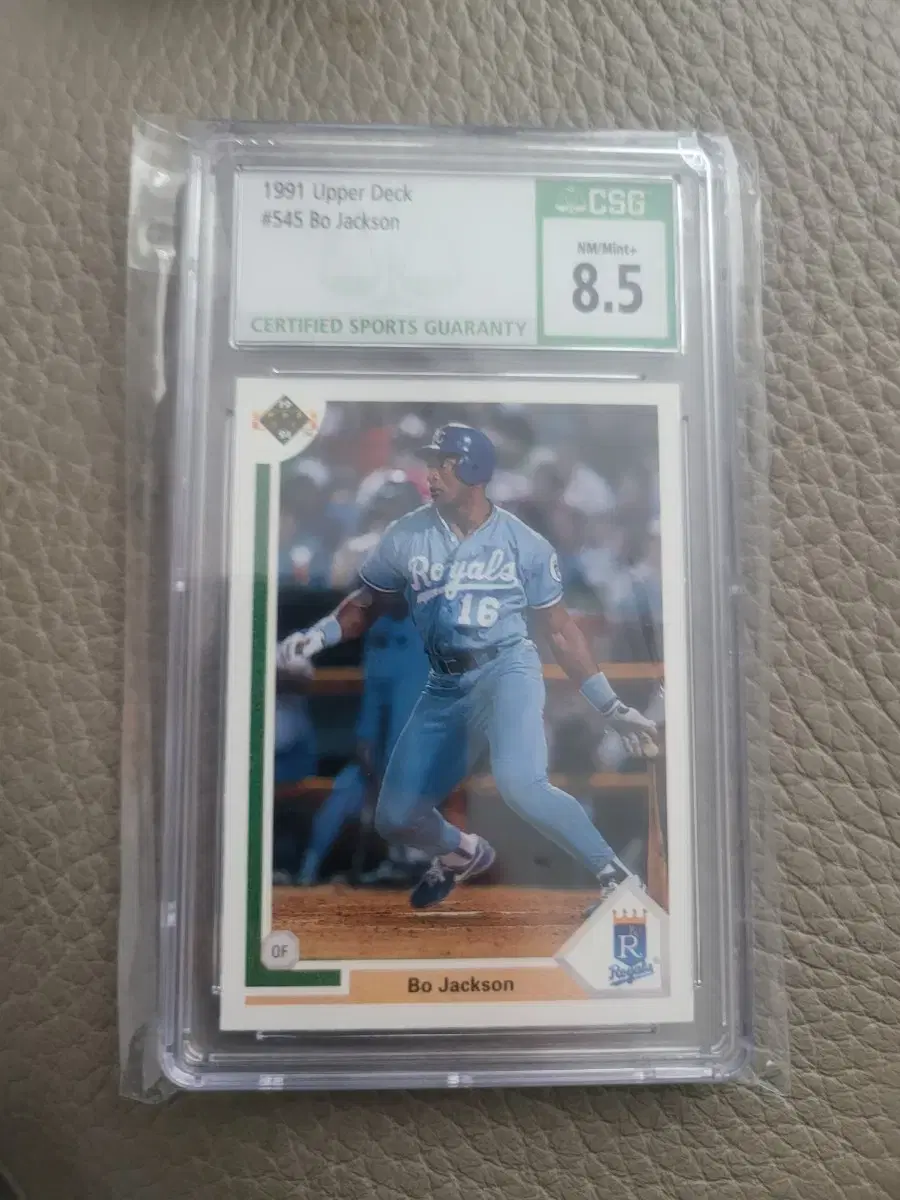 1991 Upper Deck
#545 Bo Jackson
CSG
NM/Mint+
8.5
CERTIFIED SPORTS GUARANTY
Royals
16
OF
Bo Jackson
R
Royals